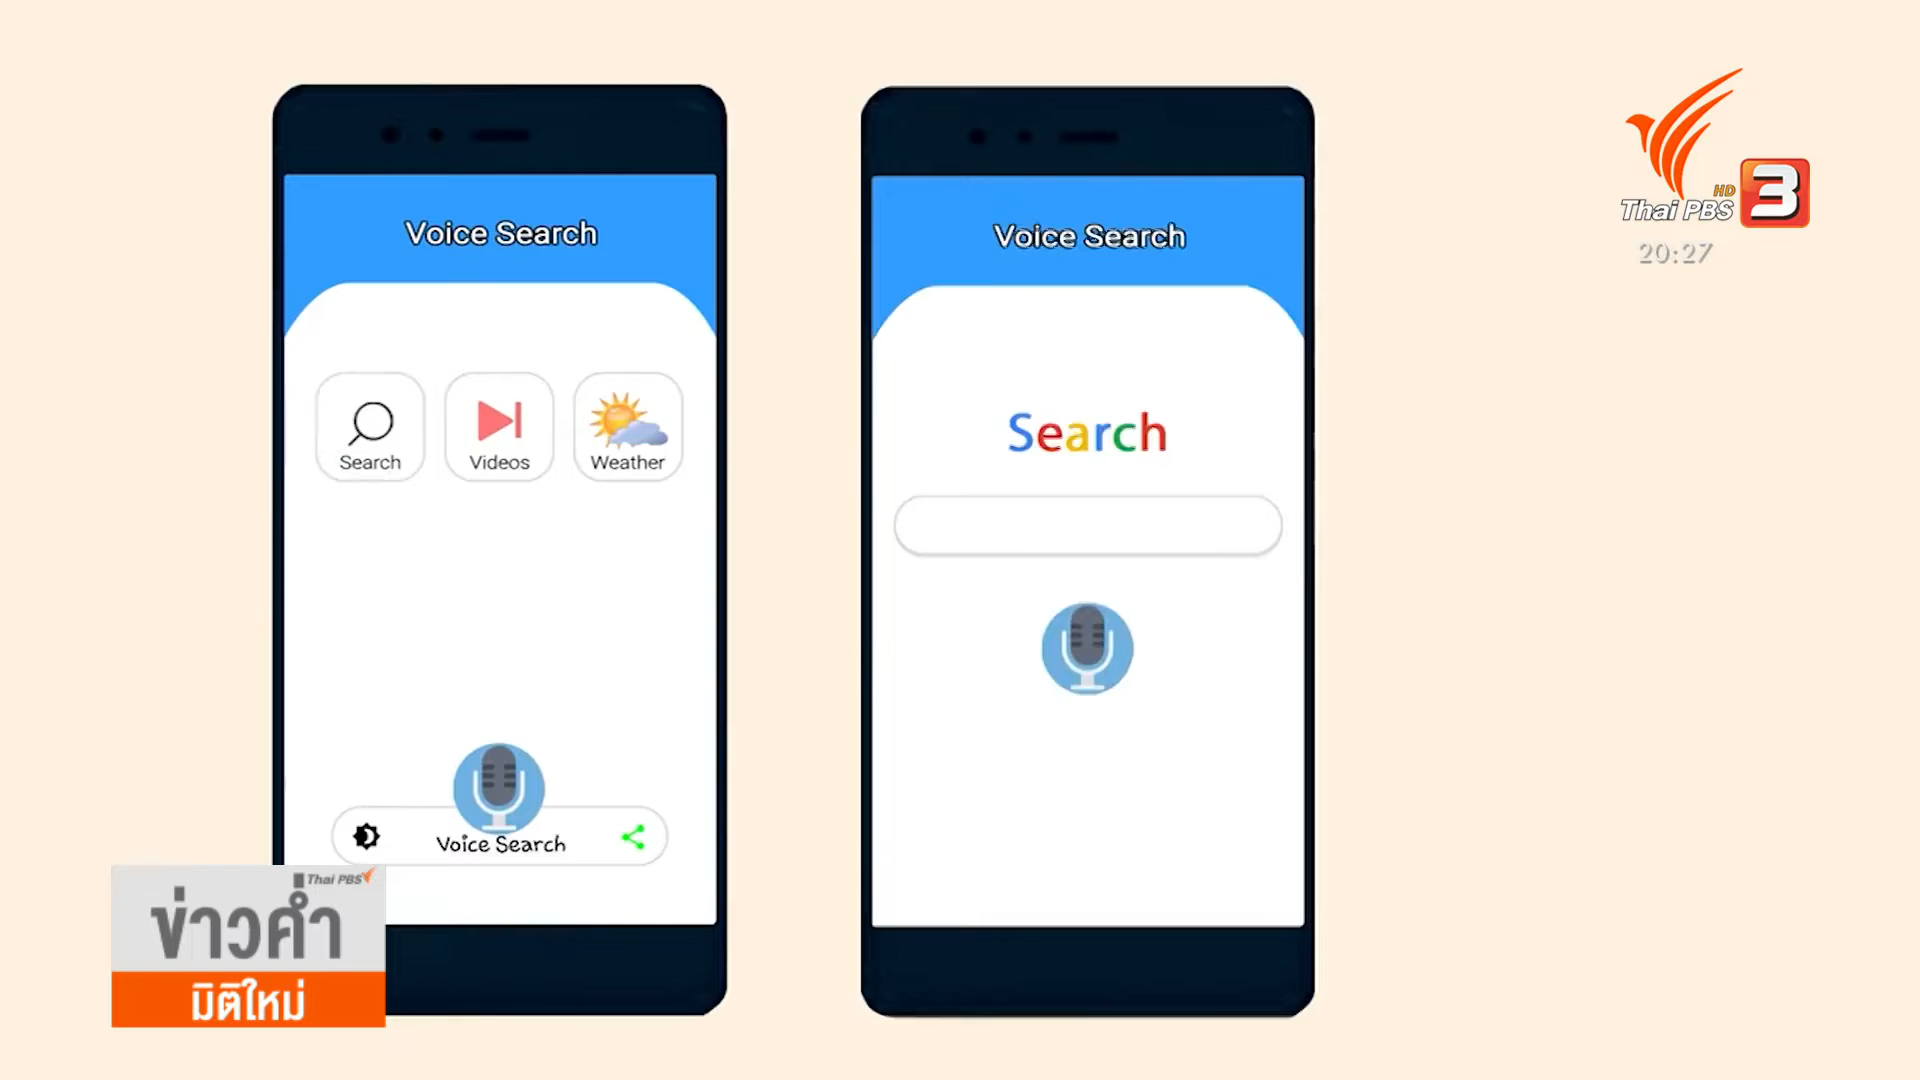 Voice Search
Search
Videos
Weather
Voice Search
Voice Search
Search
HD
Thai PBS
3
20:27
Thai PBS
ข่าวค่ำ
มิติใหม่